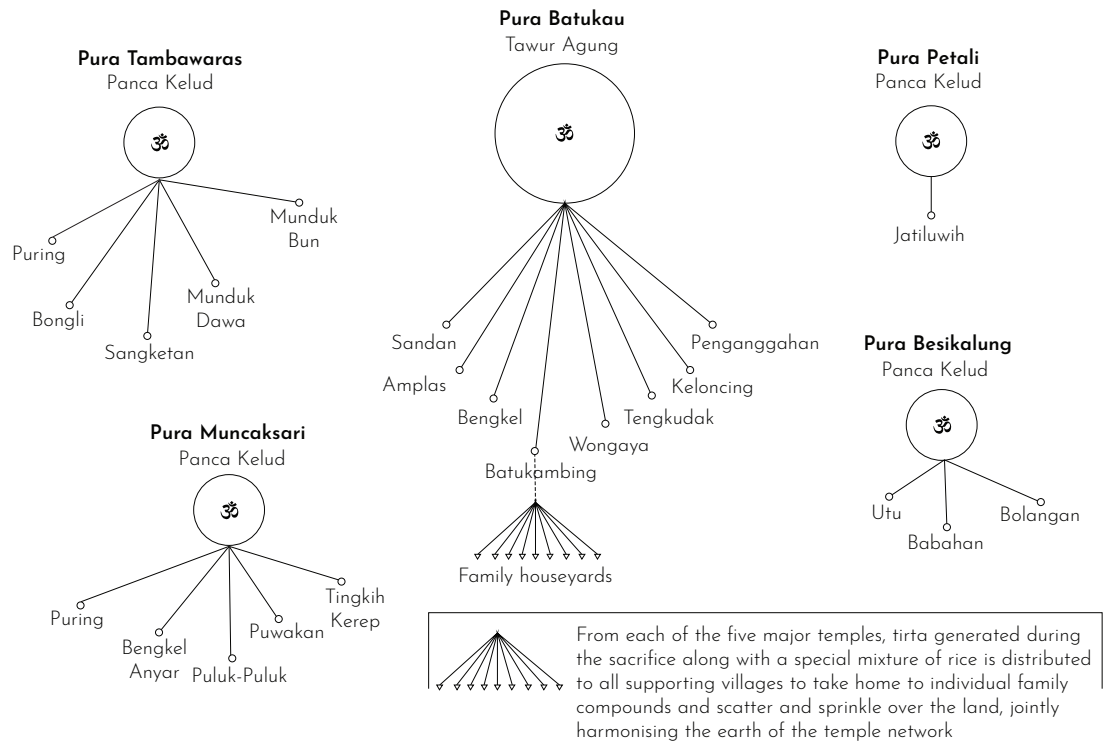 Pura Batukau
Tawur Agung
ॐ
Sandan
Amplas
Bengkel
Batukambing
Wongaya
Tengkudak
Keloncing
Penganggahan
Family houseyards
Pura Tambawaras
Panca Kelud
ॐ
Puring
Bongli
Sangketan
Munduk
Dawa
Munduk
Bun
Pura Petali
Panca Kelud
ॐ
Jatiluwih
Pura Muncaksari
Panca Kelud
ॐ
Puring
Bengkel
Anyar
Puluk-Puluk
Puwakan
Tingkih
Kerep
Pura Besikalung
Panca Kelud
ॐ
Utu
Babahan
Bolangan
From each of the five major temples, tirta generated during
the sacrifice along with a special mixture of rice is distributed
to all supporting villages to take home to individual family
compounds and scatter and sprinkle over the land, jointly
harmonising the earth of the temple network